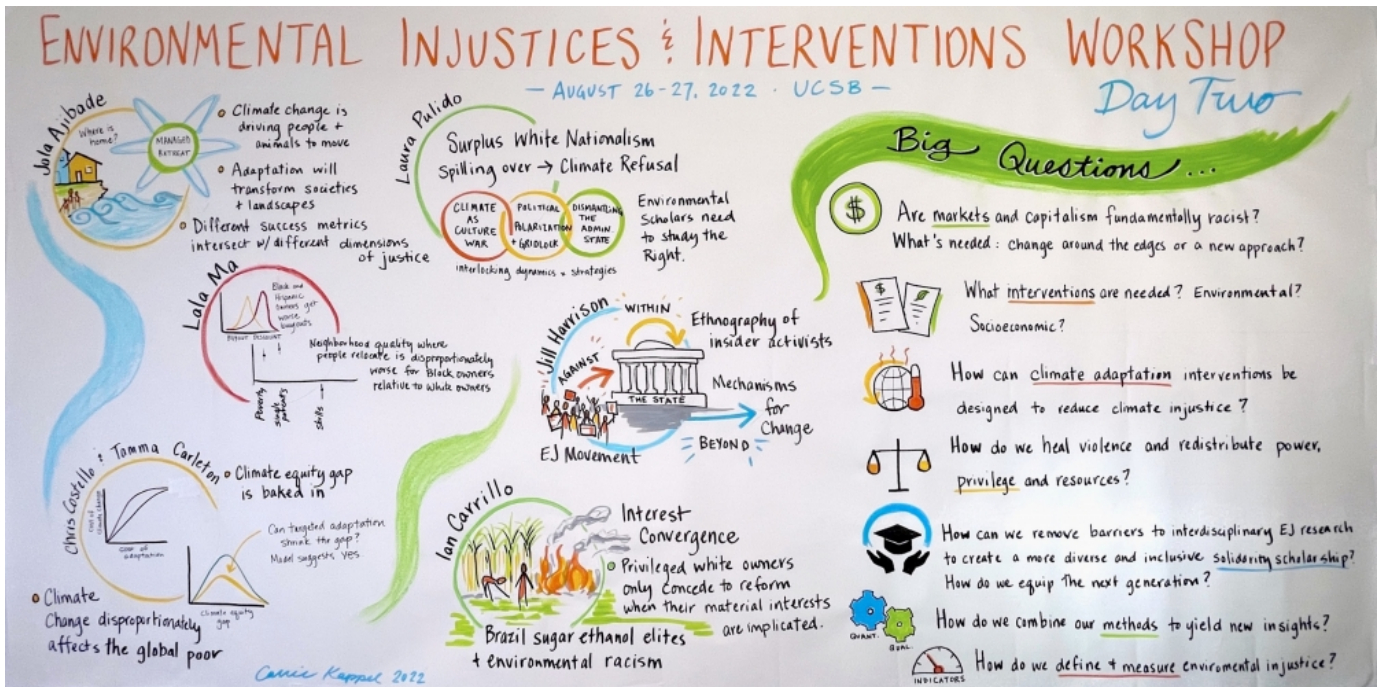 ENVIRONMENTAL INJUSTICES & INTERVENTIONS WORKSHOP
— AUGUST 26-27, 2022 · UCSB —
Day Two
Jola Ajibade
Where is
home?
MANAGED
RETREAT
Climate change is
driving people +
animals to move
Adaptation will
transform societies
+ landscapes
Different success metrics
intersect w/ different dimensions
of justice
Lala Ma
Black and
Hispanic
owners get
worse
buyouts
BUYOUT DISCOUNT
Neighborhood quality where
people relocate is disproportionately
worse for Black owners
relative to white owners
Poverty
single
parents
Chris Costello & Tamma Carleton
Cost of
Climate change
COST OF
adaptation
Climate equity gap
is baked in
Can targeted adaptation
shrink the gap?
Model suggests, yes
Climate equity
gap
Climate
Change disproportionately
affects the global poor
Carrie Kappel 2022
Laura Pulido
Surplus White Nationalism
Spilling over → Climate Refusal
CLIMATE
AS
CULTURE
WAR
POLITICAL
POLARIZATION
+ GRIDLOCK
DISMANTLING
THE
ADMIN.
STATE
interlocking dynamics + strategies
Environmental
Scholars need
to study the
Right.
Jill Harrison
WITHIN
AGAINST
THE STATE
BEYOND
EJ Movement
Ethnography of
insider activists
Mechanisms
for
Change
Ian Carrillo
Interest
Convergence
Privileged white owners
only concede to reform
when their material interests
are implicated.
Brazil sugar ethanol elites
+ environmental racism
Big Questions...
$
Are markets and capitalism fundamentally racist?
What's needed: change around the edges or a new approach?
$
What interventions are needed? Environmental?
Socioeconomic?
How can climate adaptation interventions be
designed to reduce climate injustice?
How do we heal violence and redistribute power,
privilege and resources?
How can we remove barriers to interdisciplinary EJ research
to create a more diverse and inclusive solidarity scholarship?
How do we equip the next generation?
QUANT.
QUAL.
How do we combine our methods to yield new insights?
INDICATORS
How do we define + measure enviromental injustice?